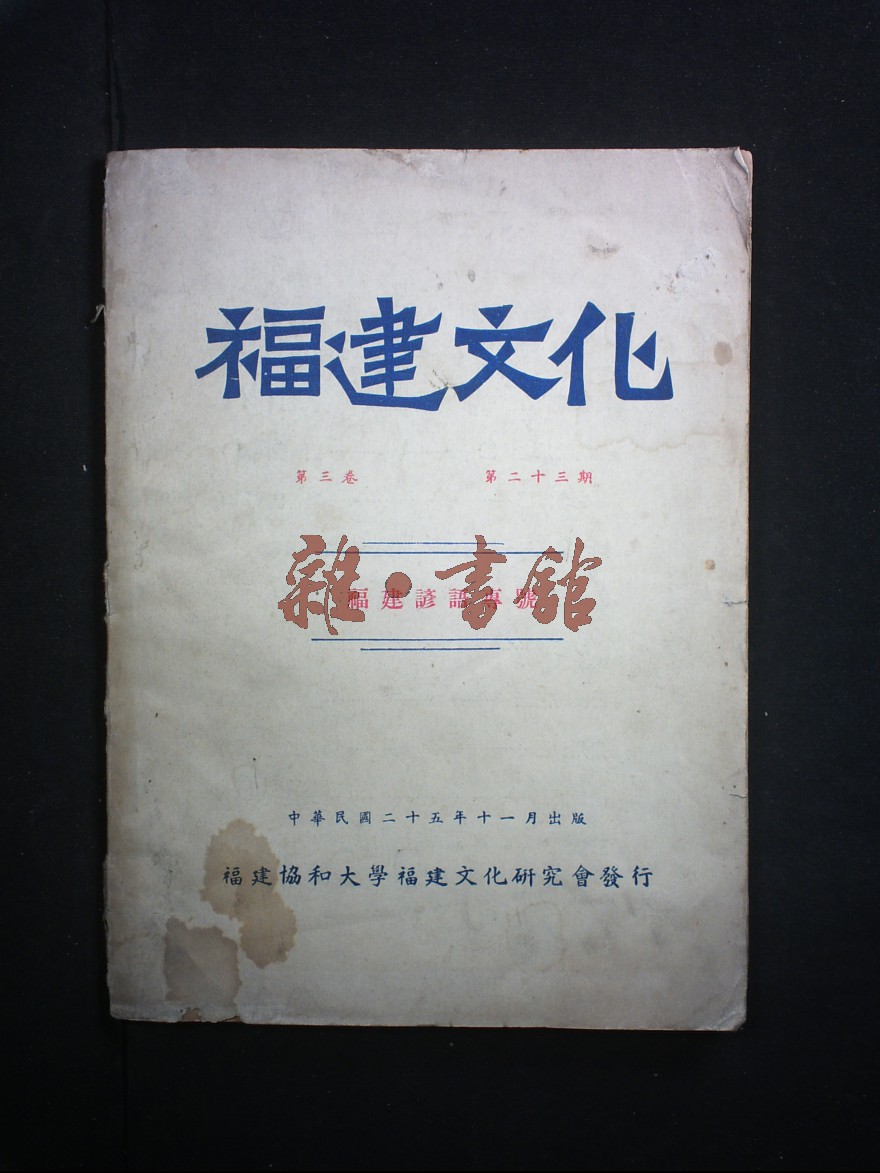 福建文化
第三卷 第二十三期
雜·書館
福建諺語專號
中華民國二十五年十一月出版
福建協和大學福建文化研究會發行